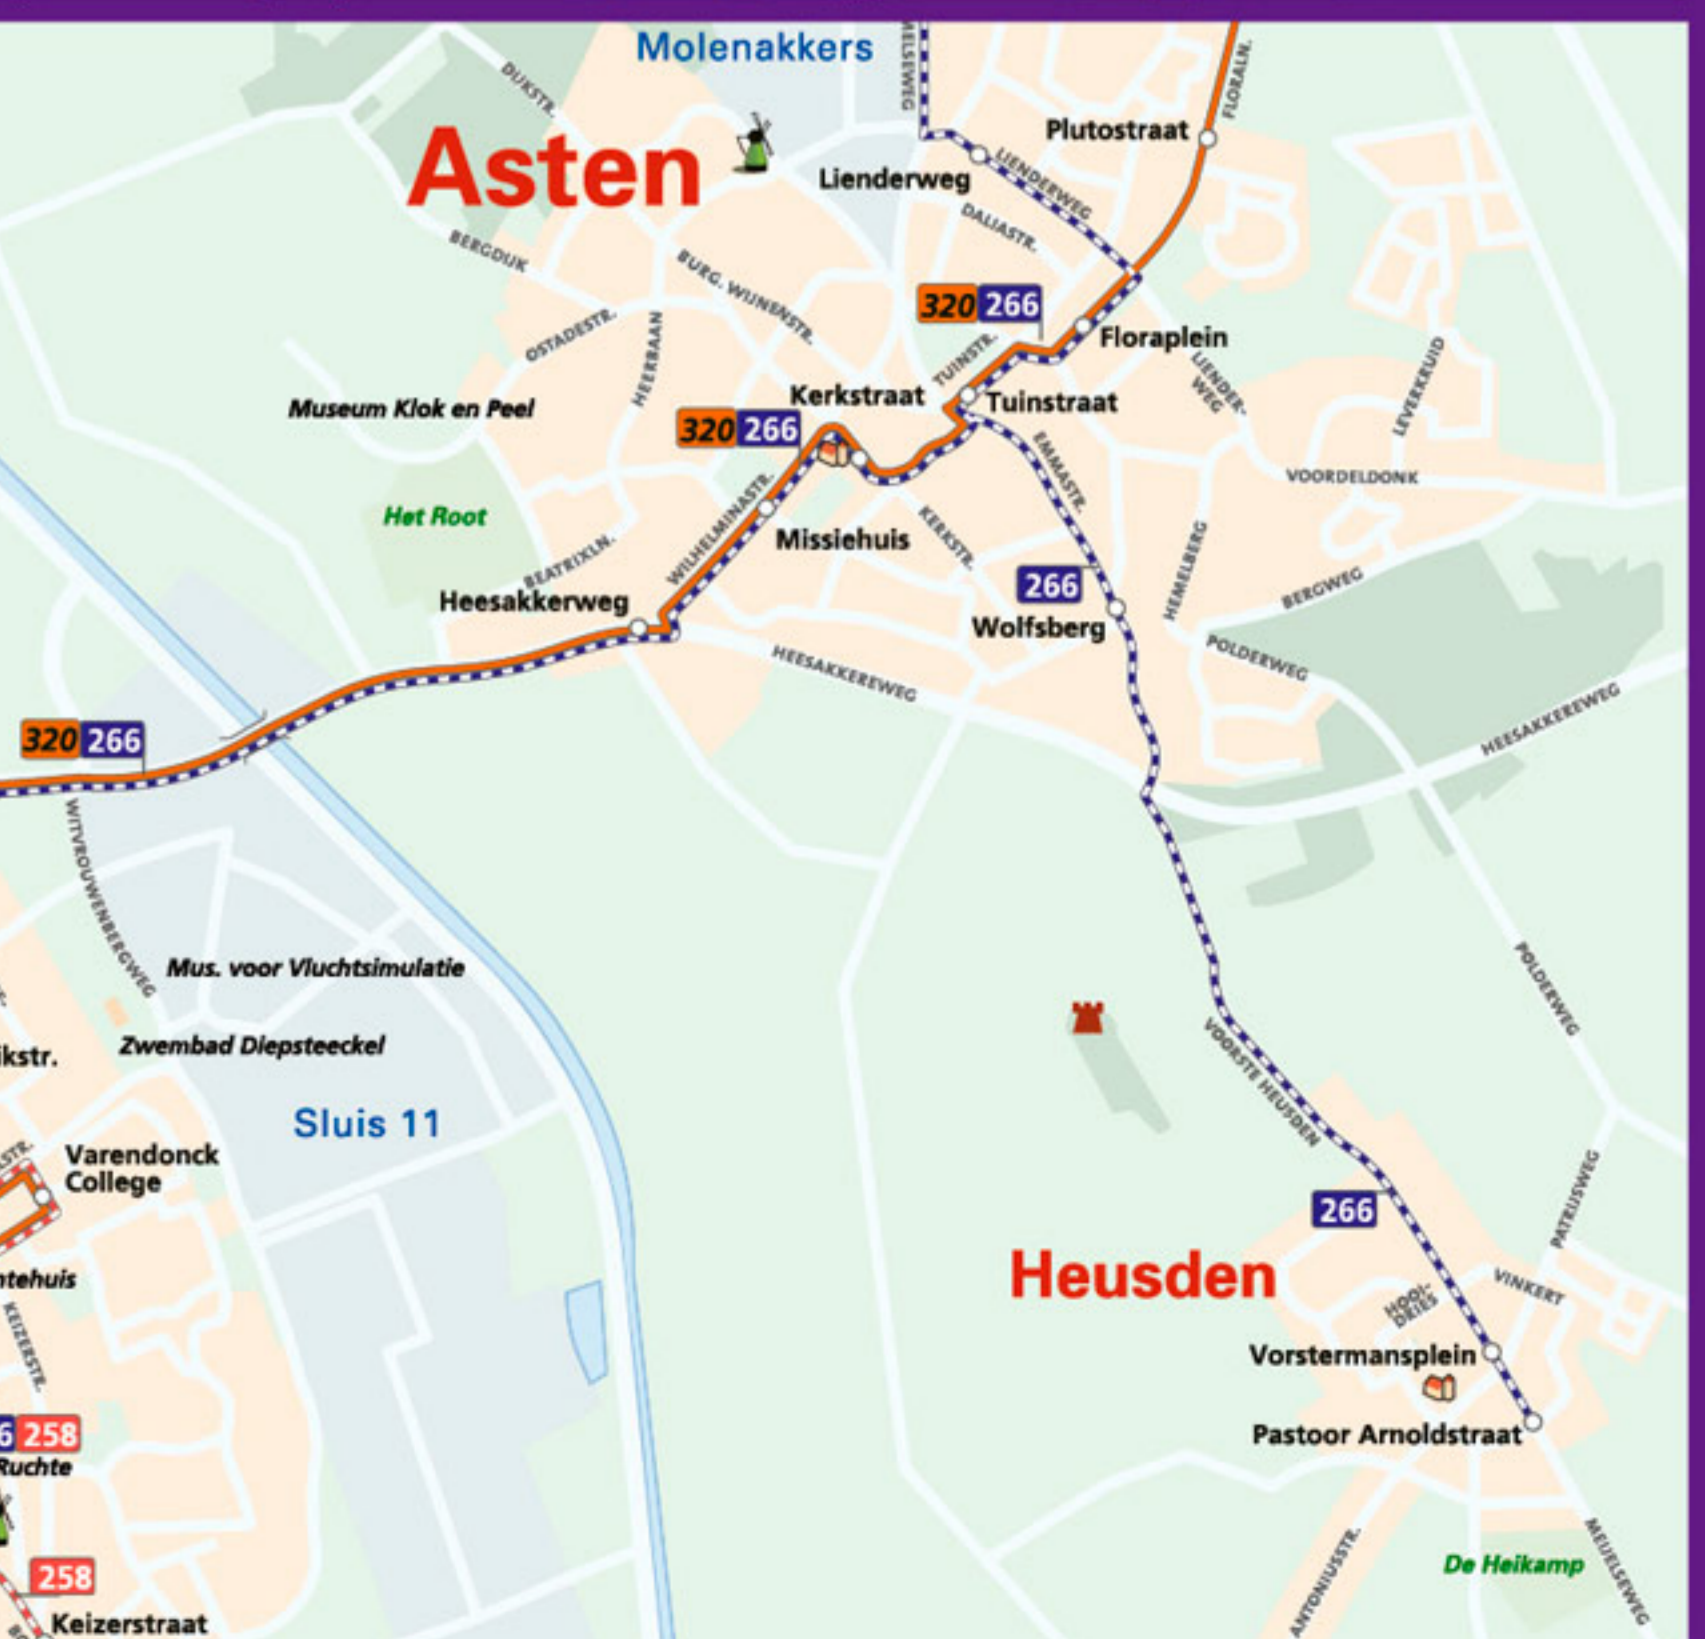 Molenakkers
DIJKSTR.
FLORALN.
Plutostraat
Asten
Lienderweg
LIENDERWEG
DALIASTR.
BERGDIJK
BURG. WIJNENSTR.
320 266
OSTADESTR.
HEERBAAN
TUINSTR.
Floraplein
LIENDER-
WEG
LEVERKRUID
Museum Klok en Peel
Kerkstraat
Tuinstraat
320 266
EMMASTR.
VOORDELDONK
Het Root
WILHELMINASTR.
KERKSTR.
Missiehuis
BEATRIXLN.
HEMELBERG
266
BERGWEG
Heesakkerweg
Wolfsberg
POLDERWEG
HEESAKKEREWEG
HEESAKKEREWEG
320 266
WITVROUWENBERGWEG
Mus. voor Vluchtsimulatie
POLDERWEG
Zwembad Diepsteeckel
VOORSTE HEUSDEN
Sluis 11
Varendonck
College
PATRIJSWEG
266
Heusden
VINKERT
HOOI-
DRIES
KEIZERSTR.
Vorstermansplein
258
Pastoor Arnoldstraat
Ruchte
ANTONIUSSTR.
MEIJELSEWEG
De Heikamp
258
Keizerstraat